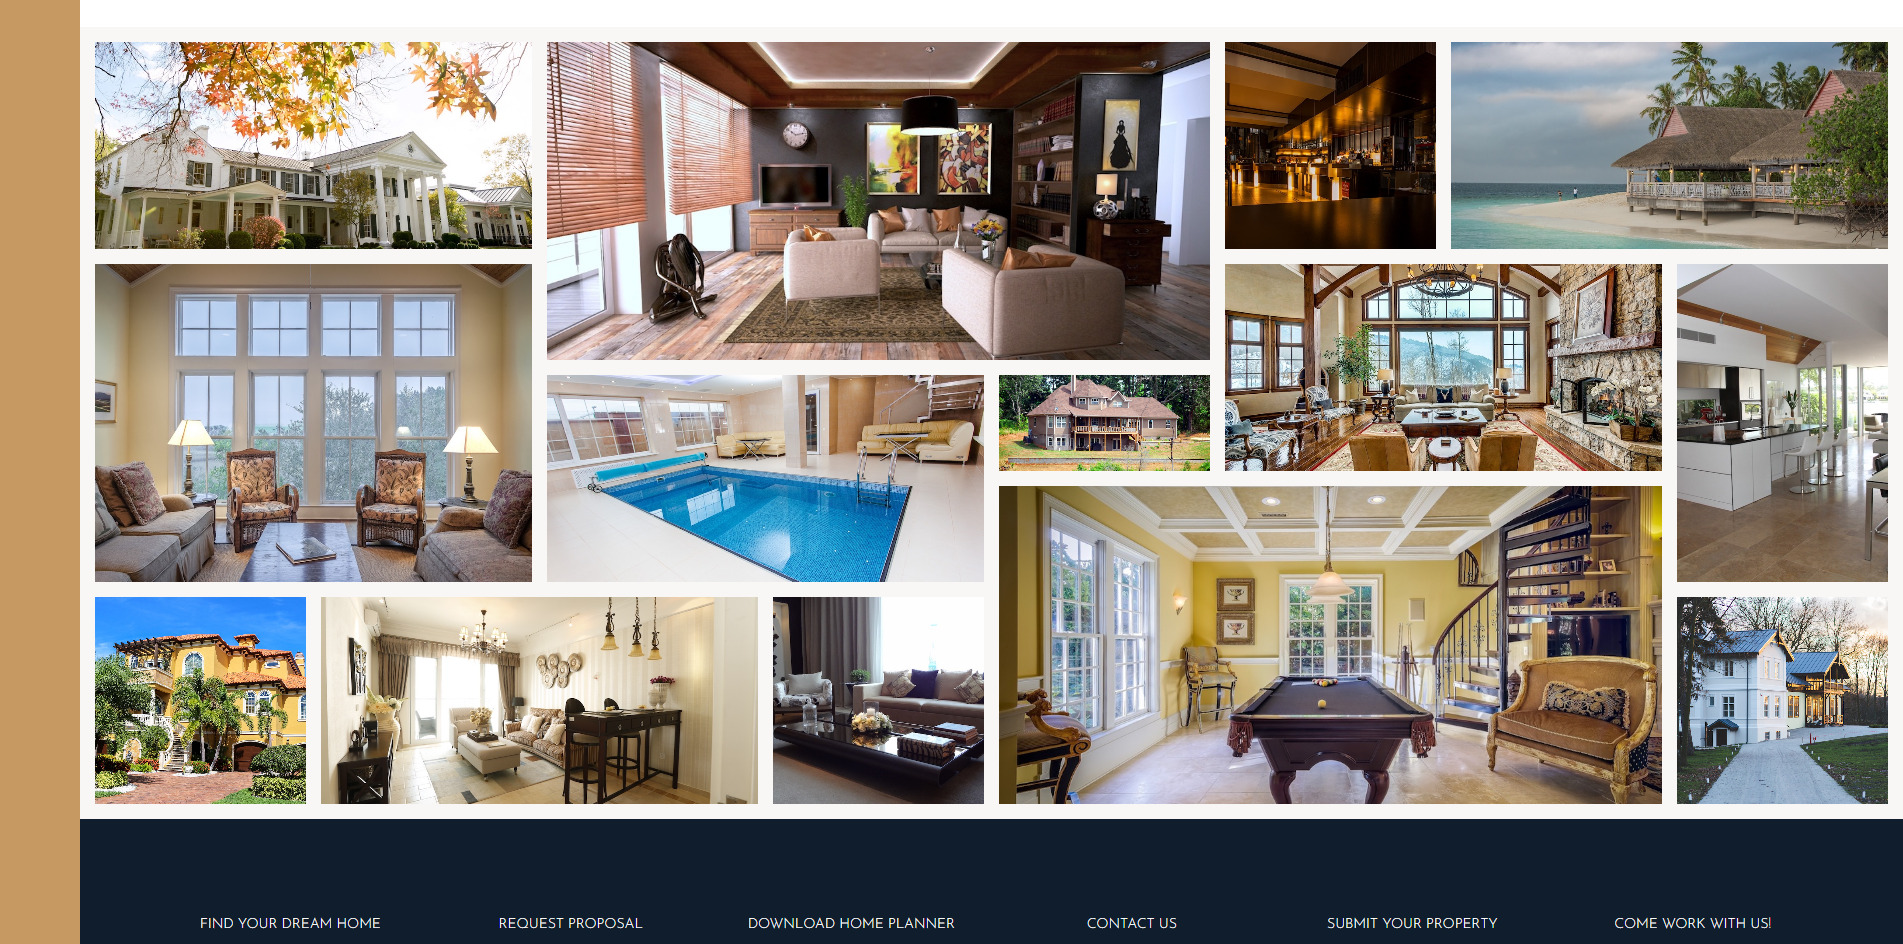 FIND YOUR DREAM HOME
REQUEST PROPOSAL
DOWNLOAD HOME PLANNER
CONTACT US
SUBMIT YOUR PROPERTY
COME WORK WITH US!